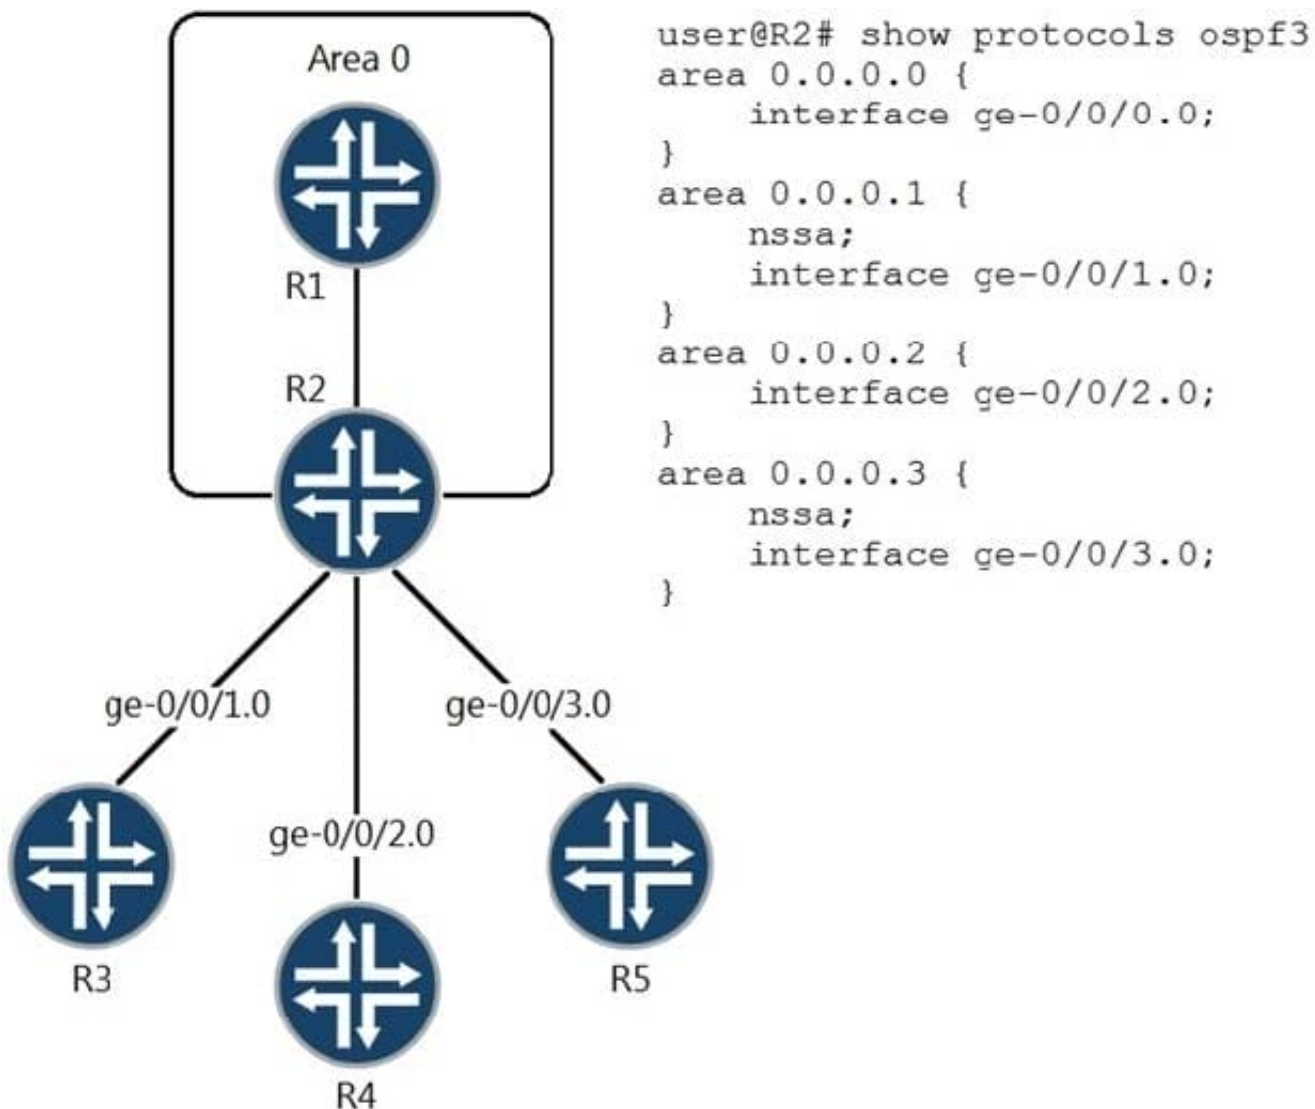 Area 0
R1
R2
ge-0/0/1.0
ge-0/0/3.0
ge-0/0/2.0
R3
R5
R4
user@R2# show protocols ospf3
area 0.0.0.0 {
    interface ge-0/0/0.0;
}
area 0.0.0.1 {
    nssa;
    interface ge-0/0/1.0;
}
area 0.0.0.2 {
    interface ge-0/0/2.0;
}
area 0.0.0.3 {
    nssa;
    interface ge-0/0/3.0;
}